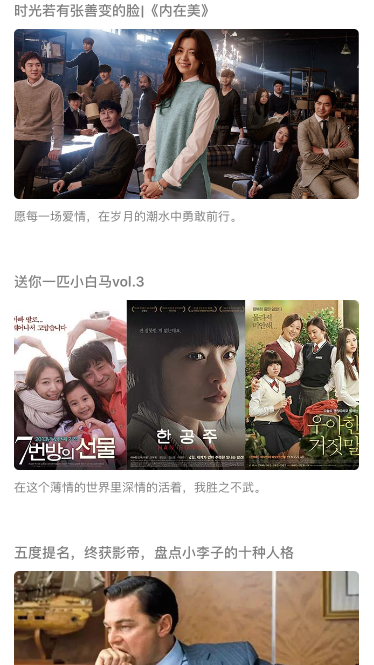 时光若有张善变的脸|《内在美》
愿每一场爱情，在岁月的潮水中勇敢前行。
送你一匹小白马vol.3
7번방의 선물
한공주
우아한
거짓말
在这个薄情的世界里深情的活着，我胜之不武。
五度提名，终获影帝，盘点小李子的十种人格